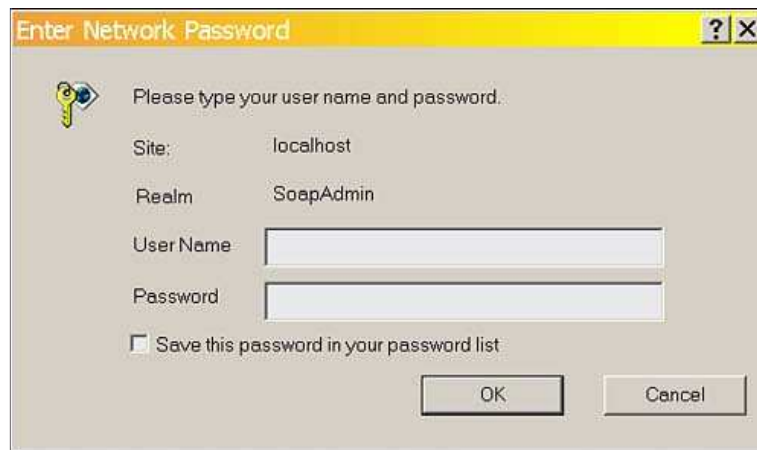 Enter Network Password ? X
Please type your user name and password.
Site: localhost
Realm SoapAdmin
User Name
Password
Save this password in your password list
OK Cancel